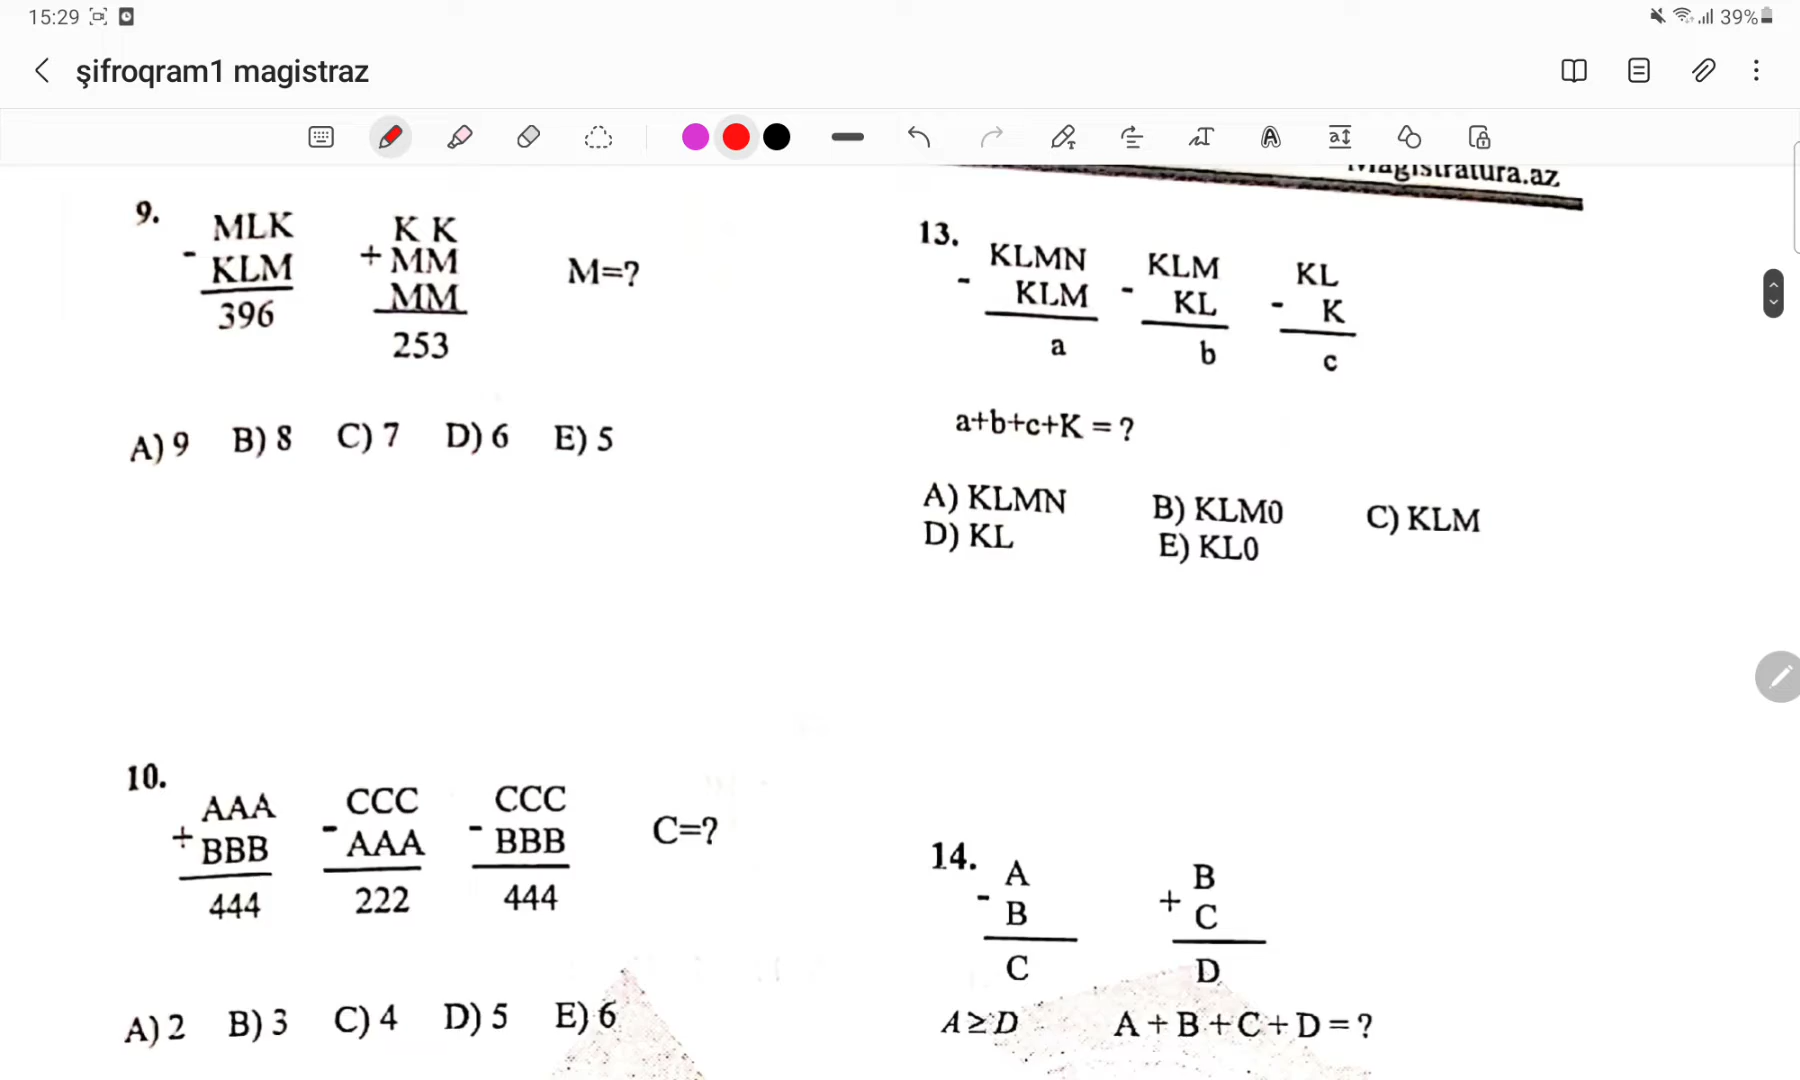 15:29
39%
şifroqram1 magistraz
Magistratura.az
9.
MLK
- KLM
396
K K
+ MM
MM
253
M=?
A) 9 B) 8 C) 7 D) 6 E) 5
10.
AAA
+ BBB
444
CCC
- AAA
222
CCC
- BBB
444
C=?
A) 2 B) 3 C) 4 D) 5 E) 6
13.
KLMN
- KLM
a
KLM
- KL
b
KL
- K
c
a+b+c+K = ?
A) KLMN B) KLM0 C) KLM
D) KL E) KL0
14.
A
- B
C
B
+ C
D
A ≥ D A + B + C + D = ?